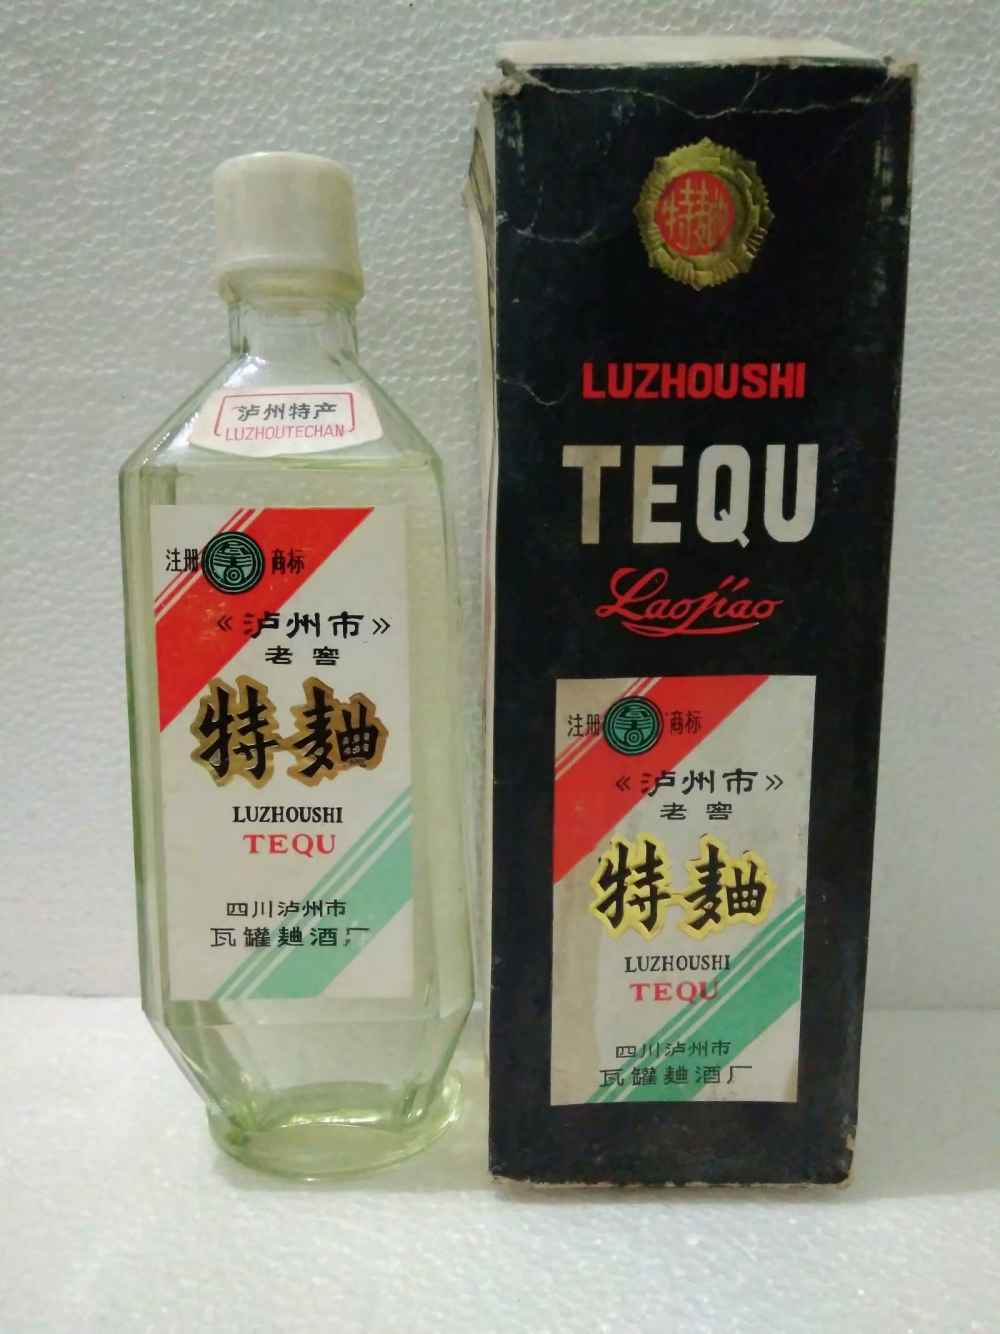 泸州特产
LUZHOUTECHAN
注册 商标
《泸州市》
老窖
特麯
LUZHOUSHI
TEQU
四川泸州市
瓦罐麯酒厂
特麯
LUZHOUSHI
TEQU
Laojiao
注册 商标
《泸州市》
老窖
特麯
LUZHOUSHI
TEQU
四川泸州市
瓦罐麯酒厂